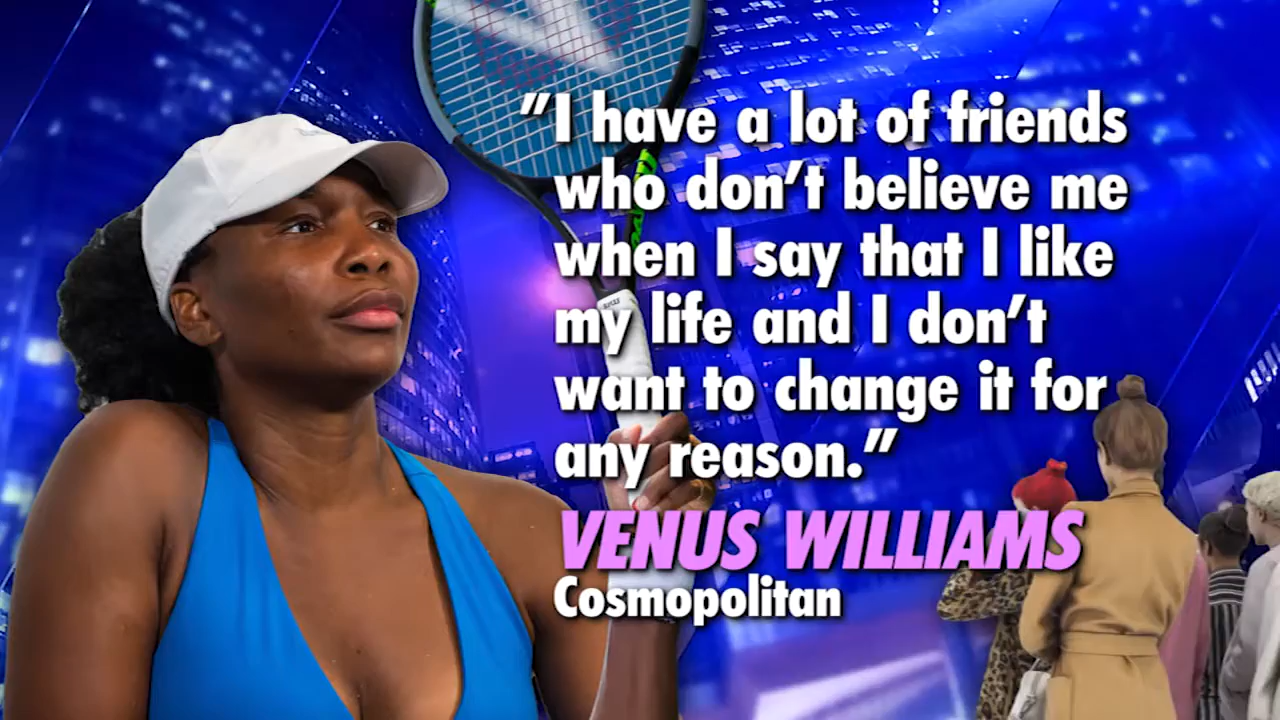 "I have a lot of friends
who don't believe me
when I say that I like
my life and I don't
want to change it for
any reason."
VENUS WILLIAMS
Cosmopolitan